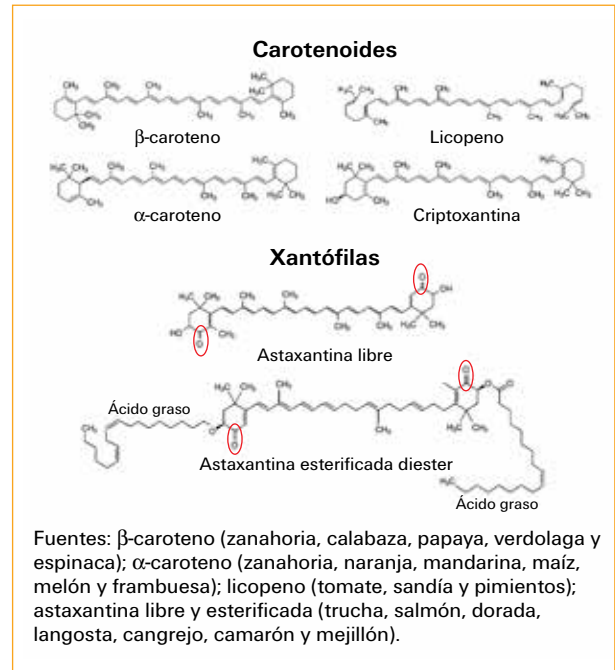 Carotenoides
β-caroteno
Licopeno
α-caroteno
Criptoxantina
Xantófilas
Astaxantina libre
Ácido graso
Astaxantina esterificada diester
Ácido graso
Fuentes: β-caroteno (zanahoria, calabaza, papaya, verdolaga y
espinaca); α-caroteno (zanahoria, naranja, mandarina, maíz,
melón y frambuesa); licopeno (tomate, sandía y pimientos);
astaxantina libre y esterificada (trucha, salmón, dorada,
langosta, cangrejo, camarón y mejillón).